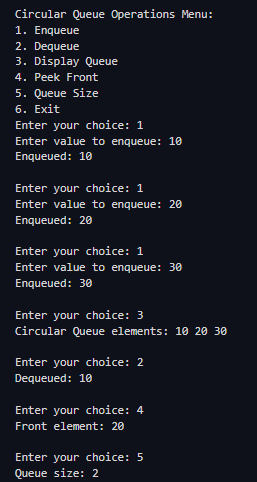 Circular Queue Operations Menu:
1. Enqueue
2. Dequeue
3. Display Queue
4. Peek Front
5. Queue Size
6. Exit
Enter your choice: 1
Enter value to enqueue: 10
Enqueued: 10
Enter your choice: 1
Enter value to enqueue: 20
Enqueued: 20
Enter your choice: 1
Enter value to enqueue: 30
Enqueued: 30
Enter your choice: 3
Circular Queue elements: 10 20 30
Enter your choice: 2
Dequeued: 10
Enter your choice: 4
Front element: 20
Enter your choice: 5
Queue size: 2